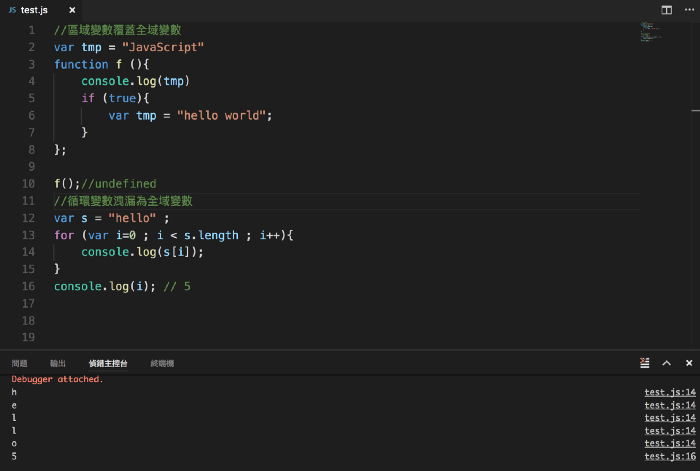 JS test.js ×
1 //區域變數覆蓋全域變數
2 var tmp = "JavaScript"
3 function f (){
4 console.log(tmp)
5 if (true){
6 var tmp = "hello world";
7 }
8 };
9
10 f();//undefined
11 //循環變數洩漏為全域變數
12 var s = "hello" ;
13 for (var i=0 ; i < s.length ; i++){
14 console.log(s[i]);
15 }
16 console.log(i); // 5
17
18
19
問題 輸出 偵錯主控台 終端機
Debugger attached.
h test.js:14
e test.js:14
l test.js:14
l test.js:14
o test.js:14
5 test.js:16